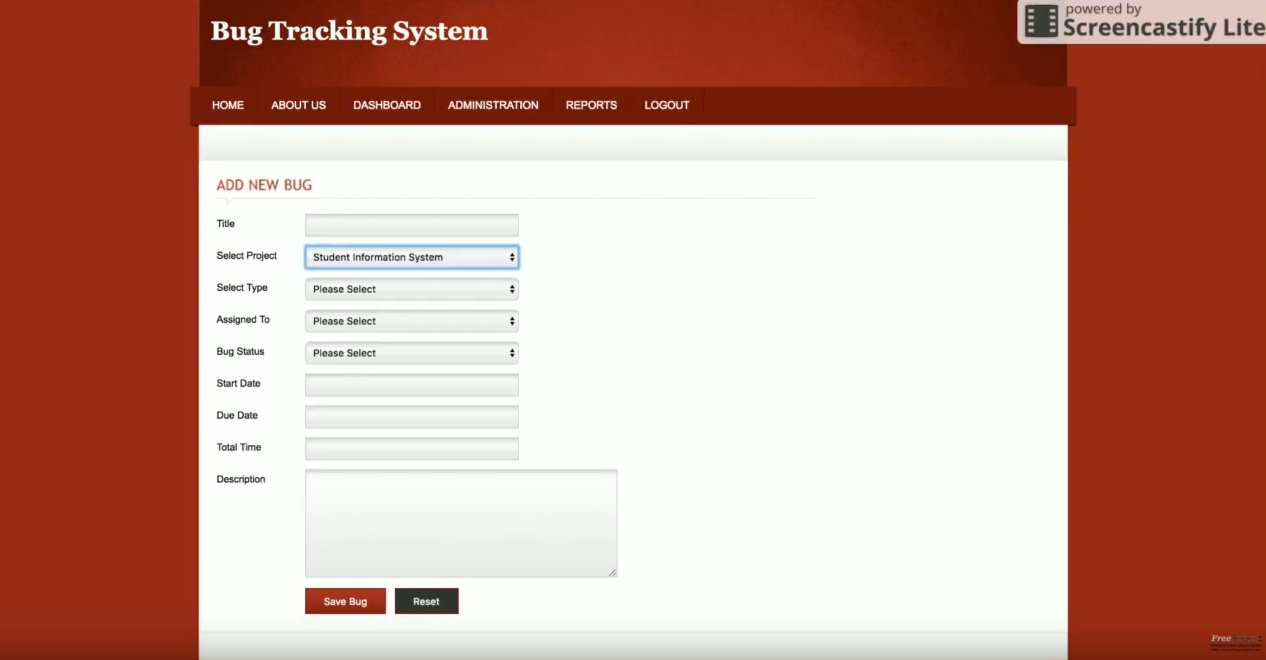 powered by
Screencastify Lite
Bug Tracking System
HOME ABOUT US DASHBOARD ADMINISTRATION REPORTS LOGOUT
ADD NEW BUG
Title
Select Project Student Information System
Select Type Please Select
Assigned To Please Select
Bug Status Please Select
Start Date
Due Date
Total Time
Description
Save Bug Reset